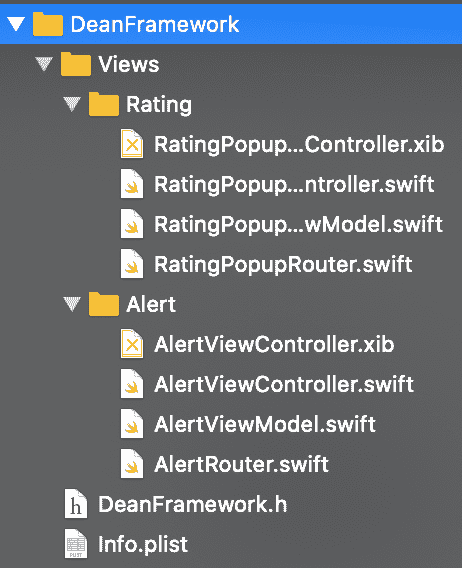 DeanFramework
Views
Rating
RatingPopup...Controller.xib
RatingPopup...ntroller.swift
RatingPopup...wModel.swift
RatingPopupRouter.swift
Alert
AlertViewController.xib
AlertViewController.swift
AlertViewModel.swift
AlertRouter.swift
h DeanFramework.h
PLIST Info.plist